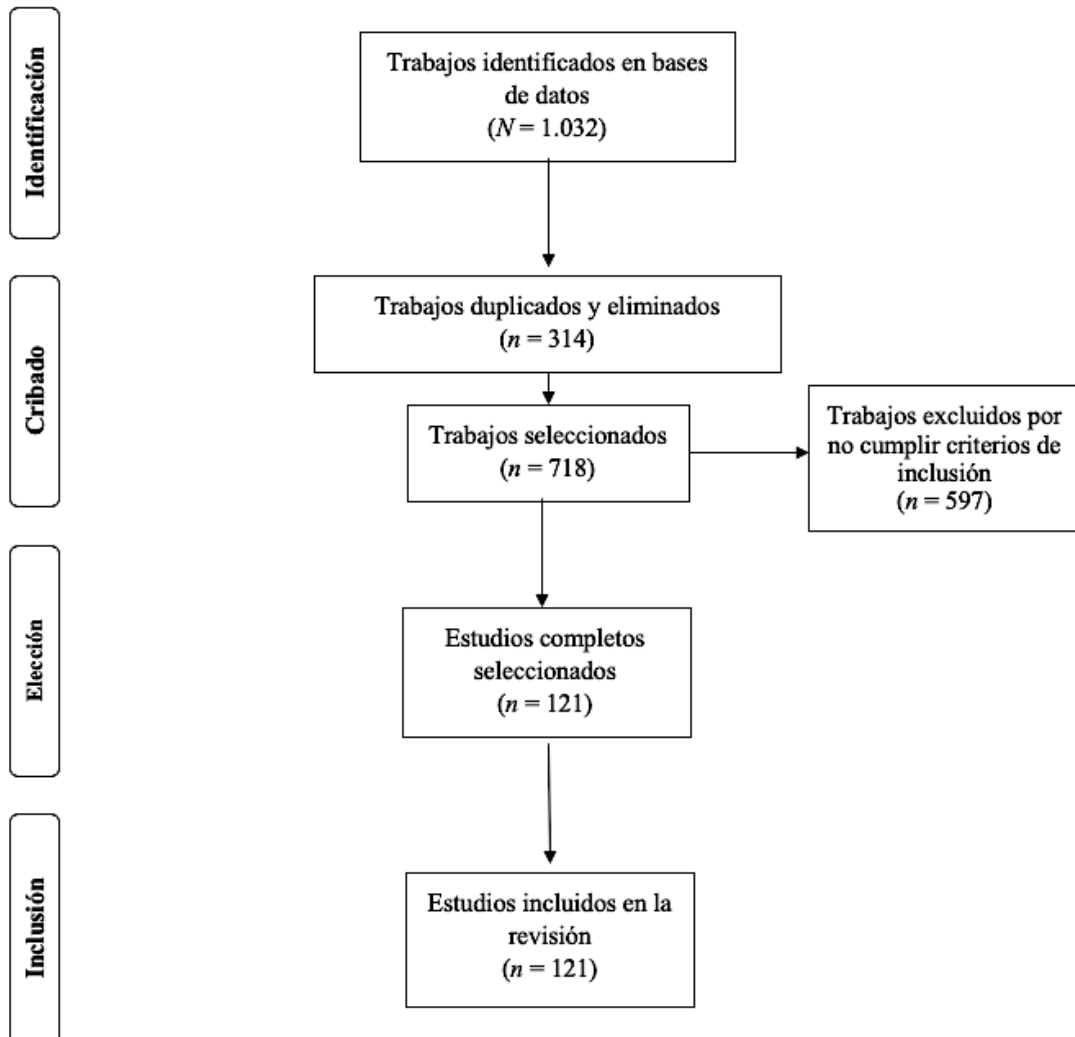 Identificación
Trabajos identificados en bases
de datos
(N = 1.032)
Cribado
Trabajos duplicados y eliminados
(n = 314)
Trabajos seleccionados
(n = 718)
Trabajos excluidos por
no cumplir criterios de
inclusión
(n = 597)
Elección
Estudios completos
seleccionados
(n = 121)
Inclusión
Estudios incluidos en la
revisión
(n = 121)